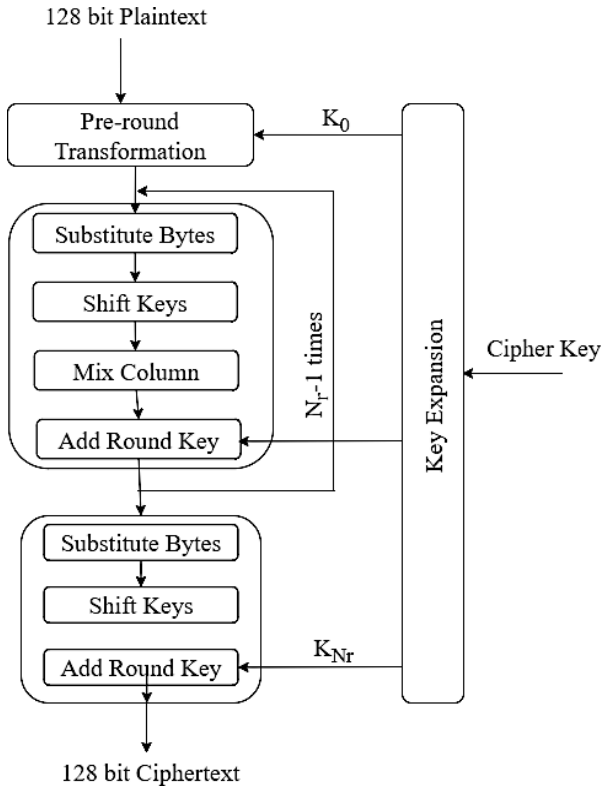 128 bit Plaintext
Pre-round
Transformation
K₀
Substitute Bytes
Shift Keys
Mix Column
Add Round Key
Nᵣ-1 times
Key Expansion
Cipher Key
Substitute Bytes
Shift Keys
Add Round Key
K_Nr
128 bit Ciphertext